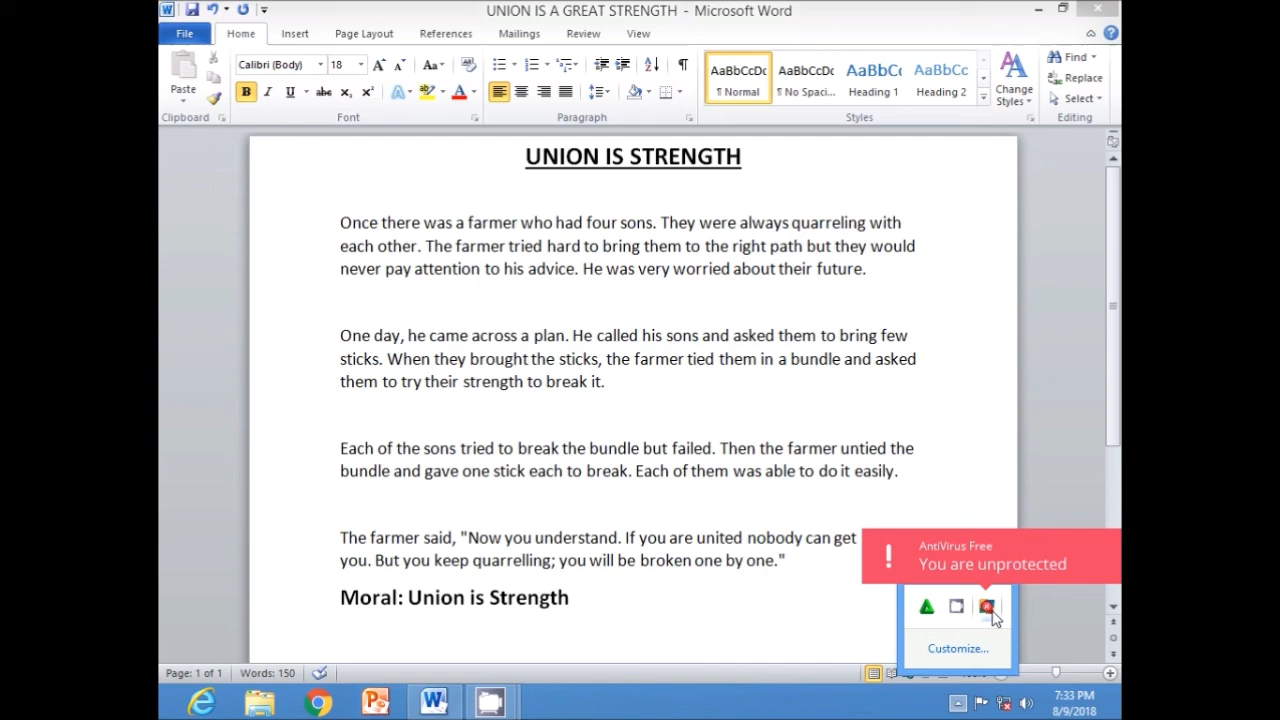 UNION IS A GREAT STRENGTH - Microsoft Word
File Home Insert Page Layout References Mailings Review View
Calibri (Body) 18
AaBbCcDc AaBbCcDc AaBbCc AaBbCc
Paste
¶ Normal ¶ No Spaci... Heading 1 Heading 2
Change Styles
Find
Replace
Select
Clipboard Font Paragraph Styles Editing
UNION IS STRENGTH
Once there was a farmer who had four sons. They were always quarreling with
each other. The farmer tried hard to bring them to the right path but they would
never pay attention to his advice. He was very worried about their future.
One day, he came across a plan. He called his sons and asked them to bring few
sticks. When they brought the sticks, the farmer tied them in a bundle and asked
them to try their strength to break it.
Each of the sons tried to break the bundle but failed. Then the farmer untied the
bundle and gave one stick each to break. Each of them was able to do it easily.
The farmer said, "Now you understand. If you are united nobody can get
you. But you keep quarrelling; you will be broken one by one."
Moral: Union is Strength
AntiVirus Free
You are unprotected
Customize...
Page: 1 of 1 Words: 150
7:33 PM
8/9/2018